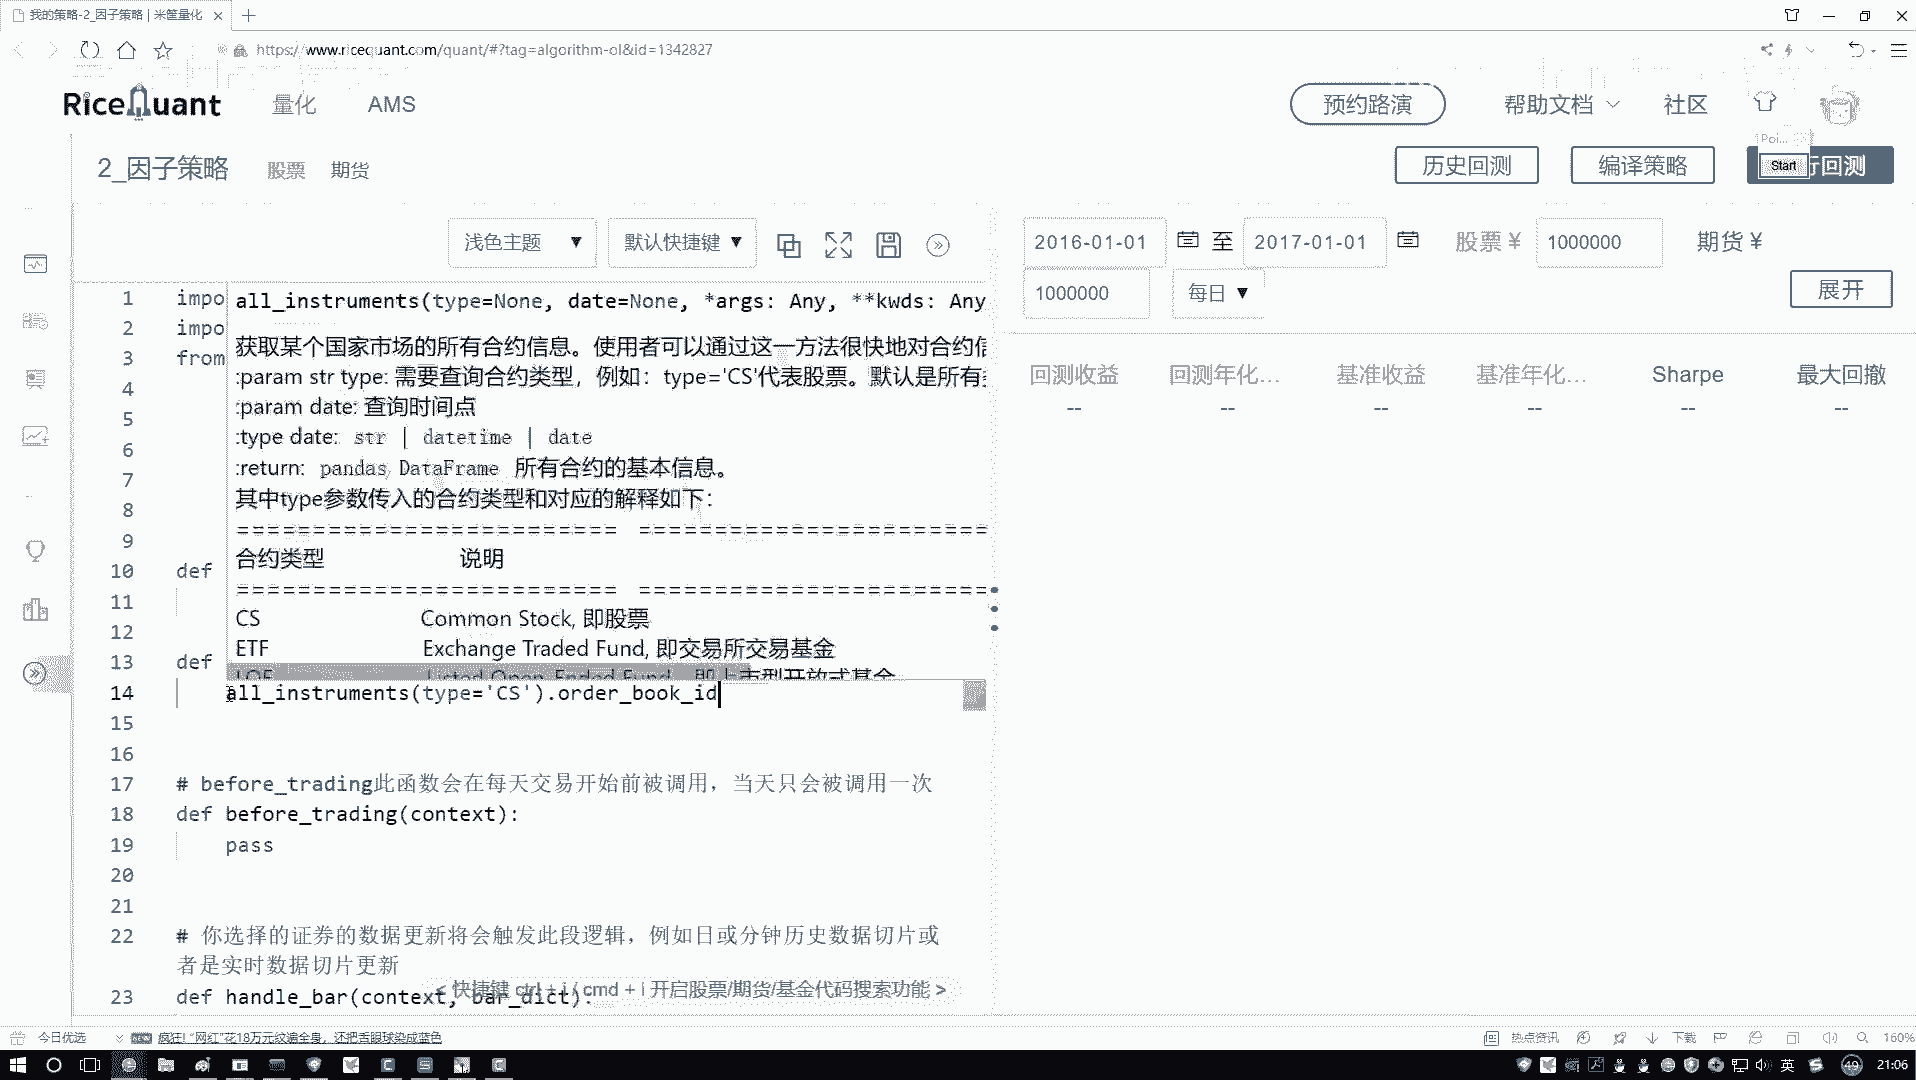 我的策略-2_因子策略 | 米筐量化
https://www.ricequant.com/quant/#?tag=algorithm-ol&id=1342827
RiceQuant 量化 AMS 预约路演 帮助文档 社区
2_因子策略 股票 期货 历史回测 编译策略 Start 行回测
浅色主题 ▼ 默认快捷键 ▼
2016-01-01 至 2017-01-01 股票 ¥ 1000000 期货 ¥
1000000 每日 ▼ 展开
回测收益 回测年化... 基准收益 基准年化... Sharpe 最大回撤
-- -- -- -- -- --
1 impo
2 impo
3 from
4
5
6
7
8
9
10 def
11
12
13 def
all_instruments(type=None, date=None, *args: Any, **kwds: Any
获取某个国家市场的所有合约信息。使用者可以通过这一方法很快地对合约信
:param str type: 需要查询合约类型，例如：type='CS'代表股票。默认是所有类
:param date: 查询时间点
:type date: str | datetime | date
:return: pandas DataFrame 所有合约的基本信息。
其中type参数传入的合约类型和对应的解释如下：
========================= =======================
合约类型 说明
========================= =======================
CS Common Stock, 即股票
ETF Exchange Traded Fund, 即交易所交易基金
LOF Listed Open-Ended Fund，即上市型开放式基金
14 all_instruments(type='CS').order_book_id
15
16
17 # before_trading此函数会在每天交易开始前被调用，当天只会被调用一次
18 def before_trading(context):
19 pass
20
21
22 # 你选择的证券的数据更新将会触发此段逻辑，例如日或分钟历史数据切片或
者是实时数据切片更新
< 快捷键 ctrl + i / cmd + i 开启股票/期货/基金代码搜索功能 >
23 def handle_bar(context, bar_dict):
今日优选 NEW 疯狂! “网红”花18万元纹遍全身，还把舌眼球染成蓝色 热点资讯 下载 160%
英 49 21:06